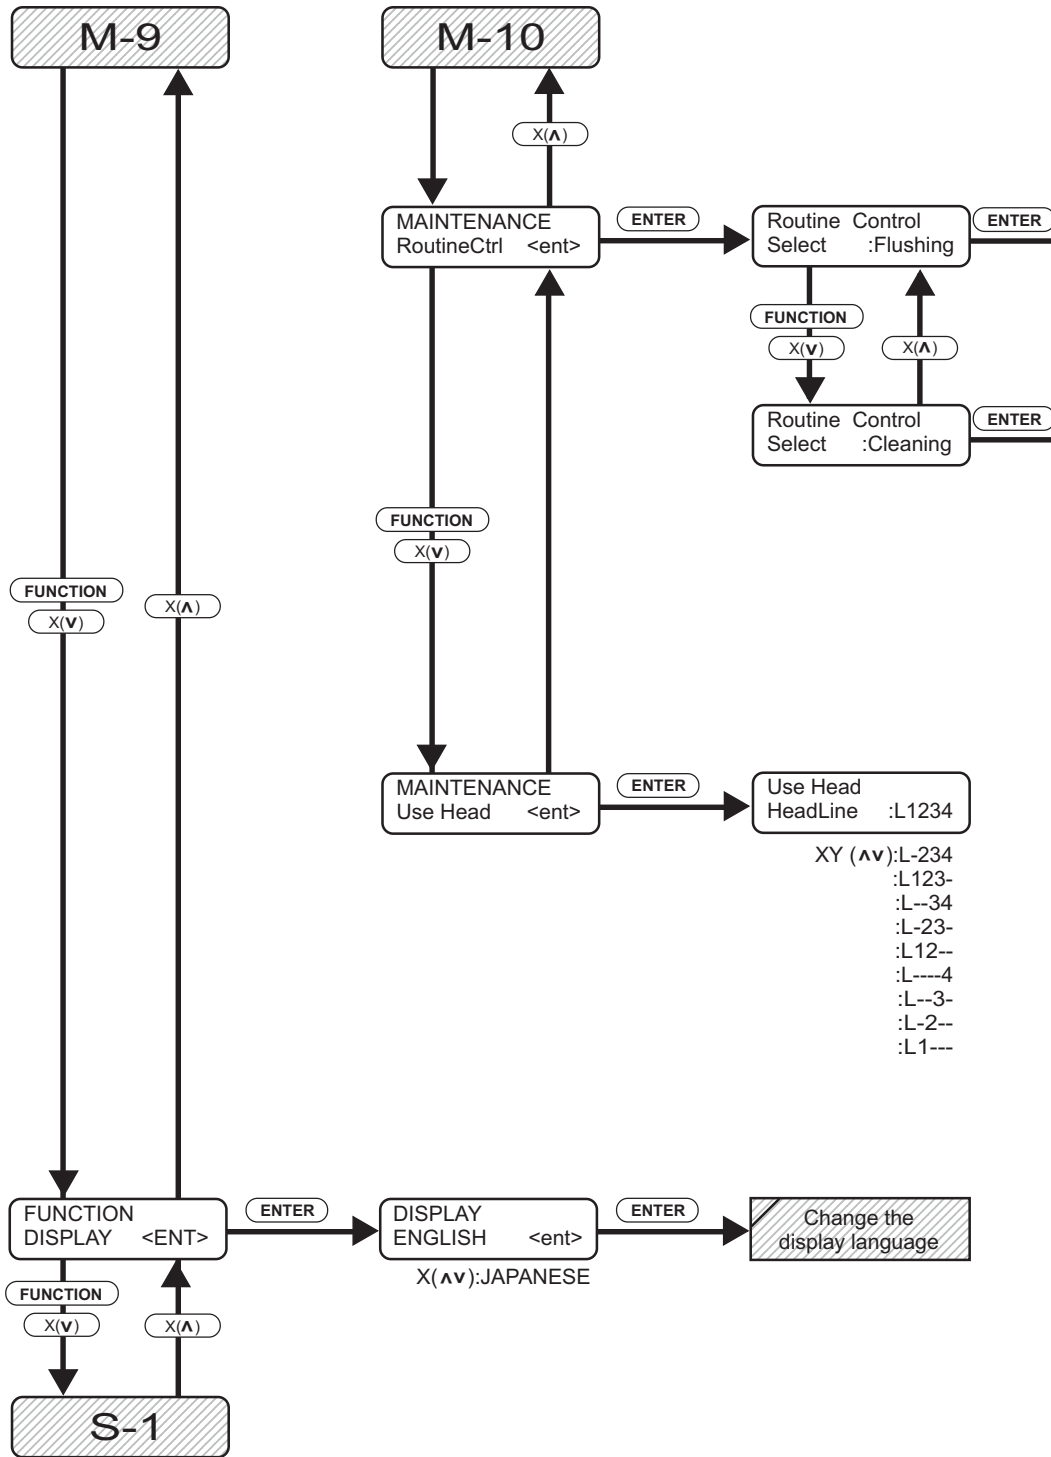 M-9
M-10
X(∧)
MAINTENANCE
RoutineCtrl <ent>
ENTER
Routine Control
Select :Flushing
ENTER
FUNCTION
X(∨)
X(∧)
Routine Control
Select :Cleaning
ENTER
FUNCTION
X(∨)
FUNCTION
X(∨)
X(∧)
MAINTENANCE
Use Head <ent>
ENTER
Use Head
HeadLine :L1234
XY (∧∨):L-234
:L123-
:L--34
:L-23-
:L12--
:L----4
:L--3-
:L-2--
:L1---
FUNCTION
DISPLAY <ENT>
ENTER
DISPLAY
ENGLISH <ent>
ENTER
Change the
display language
X(∧∨):JAPANESE
FUNCTION
X(∨)
X(∧)
S-1